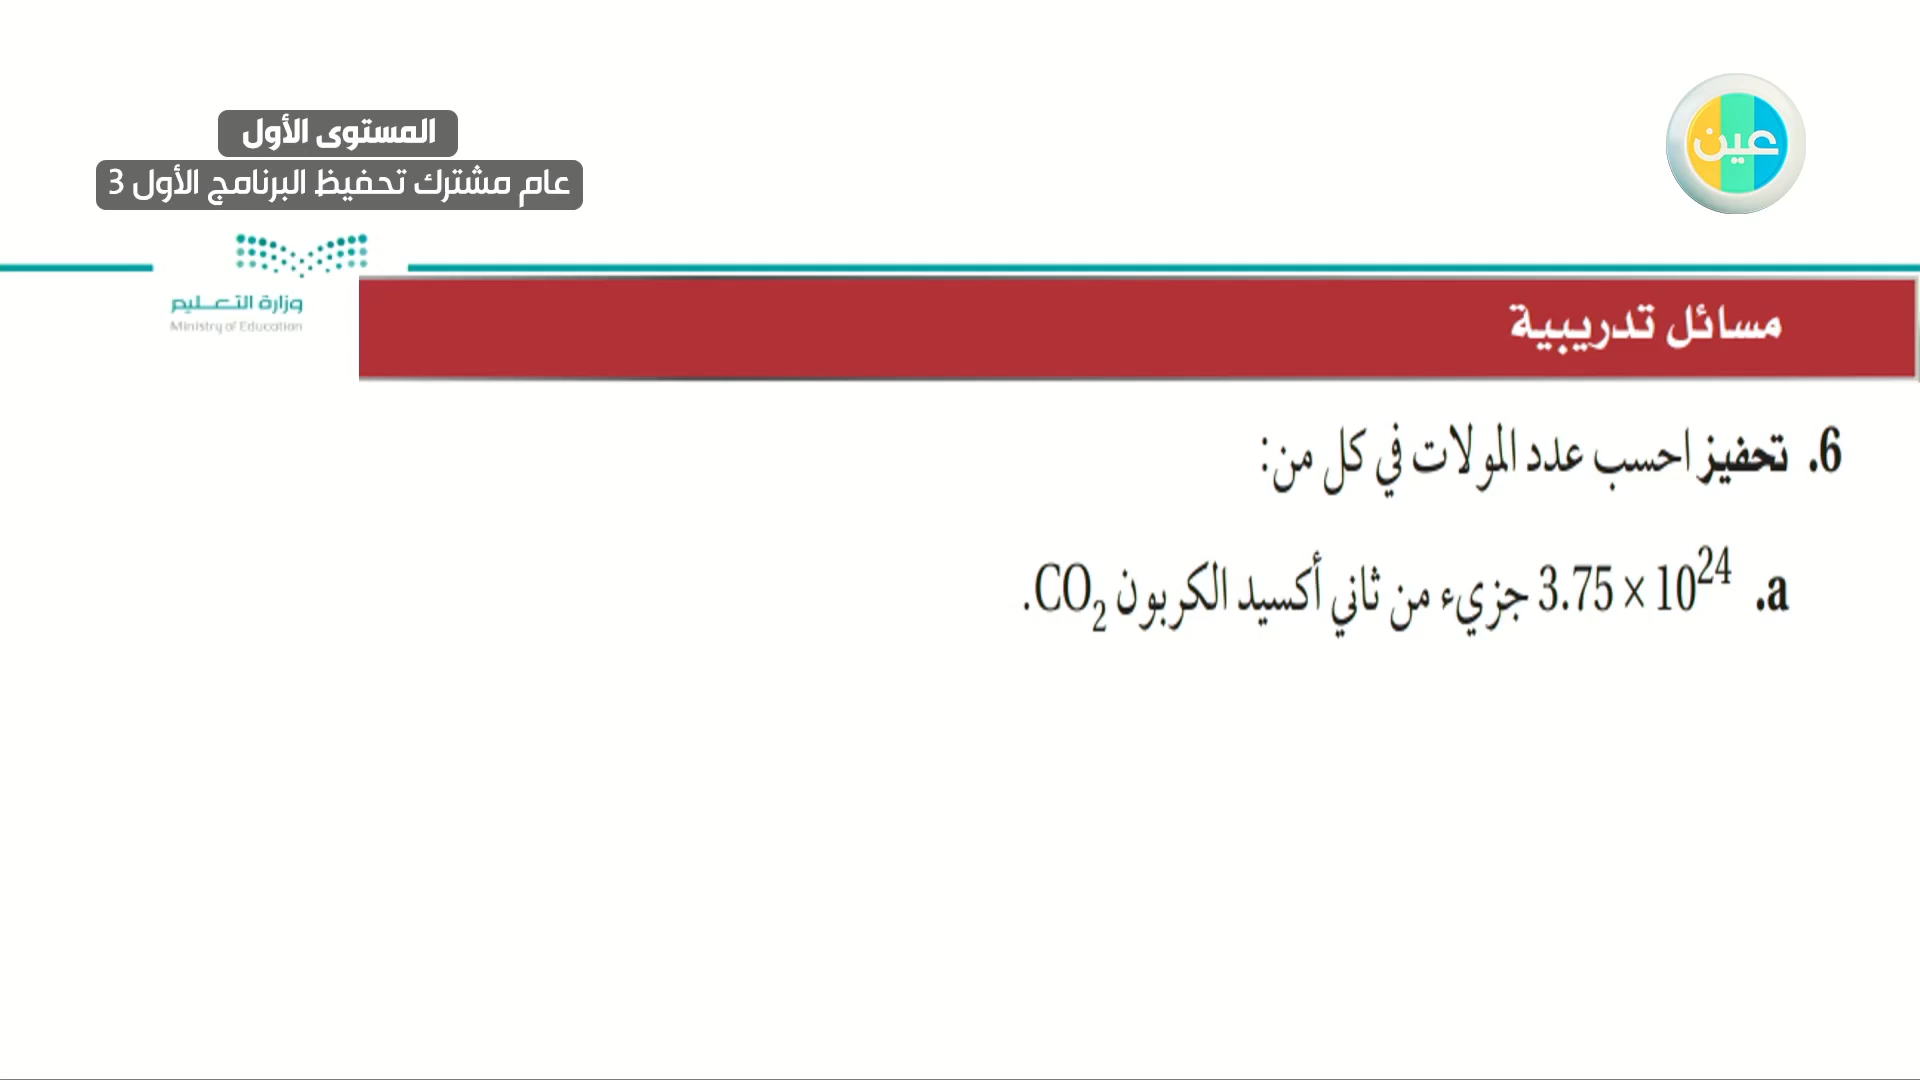 المستوى الأول
عام مشترك تحفيظ البرنامج الأول 3
عين
وزارة التعليم
Ministry of Education
مسائل تدريبية
6. تحفيز احسب عدد المولات في كل من:
a. 3.75 × 10²⁴ جزيء من ثاني أكسيد الكربون CO₂.